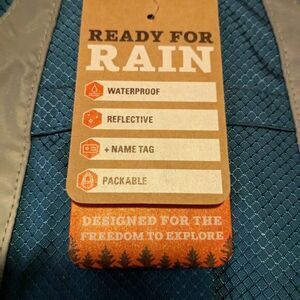 READY FOR
RAIN
WATERPROOF
REFLECTIVE
+ NAME TAG
PACKABLE
DESIGNED FOR THE
FREEDOM TO EXPLORE